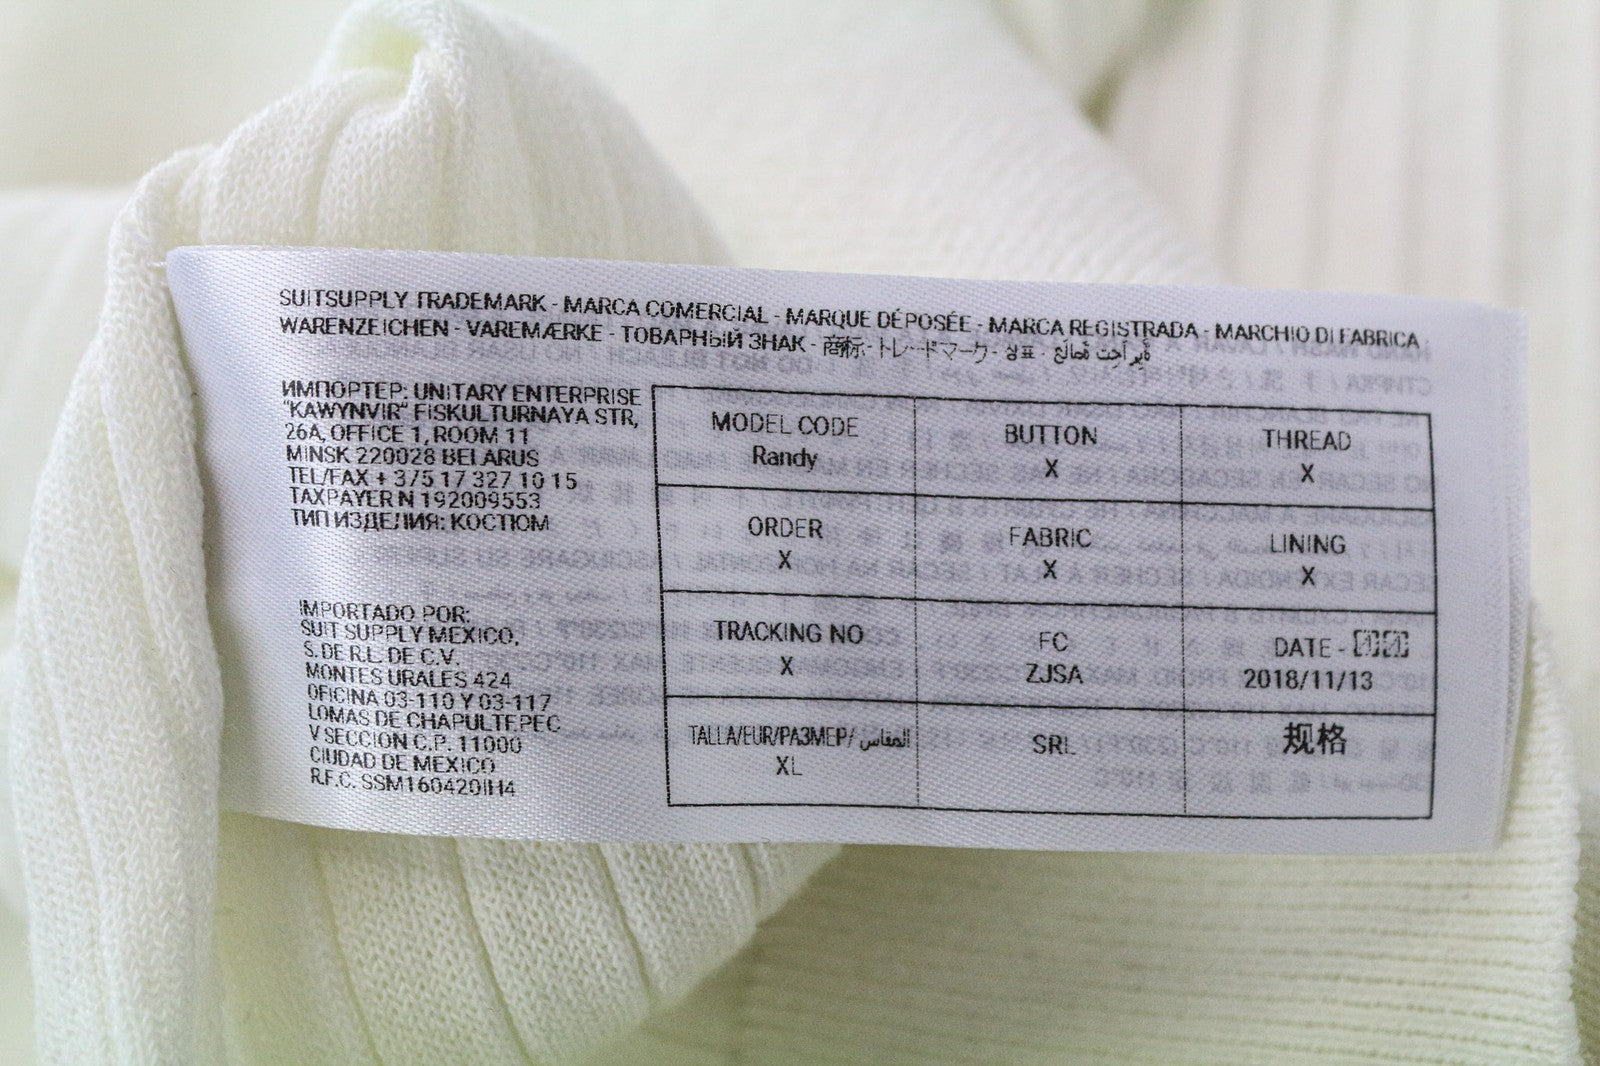 SUITSUPPLY TRADEMARK - MARCA COMERCIAL - MARQUE DÉPOSÉE - MARCA REGISTRADA - MARCHIO DI FABRICA
WARENZEICHEN - VAREMÆRKE - ТОВАРНЫЙ ЗНАК - 商标 - トレードマーク - 상표 -
ИМПОРТЕР: UNITARY ENTERPRISE
"KAWYNVIR" FISKULTURNAYA STR,
26A, OFFICE 1, ROOM 11
MINSK 220028 BELARUS
TEL/FAX + 375 17 327 10 15
TAXPAYER N 192009553
ТИП ИЗДЕЛИЯ: КОСТЮМ
IMPORTADO POR:
SUIT SUPPLY MEXICO,
S. DE R.L. DE C.V.
MONTES URALES 424
OFICINA 03-110 Y 03-117
LOMAS DE CHAPULTEPEC
V SECCION C.P. 11000
CIUDAD DE MEXICO
R.F.C. SSM160420IH4
MODEL CODE
Randy
BUTTON
X
THREAD
X
ORDER
X
FABRIC
X
LINING
X
TRACKING NO
X
FC
ZJSA
DATE -
2018/11/13
TALLA/EUR/РАЗМЕР/ المقاس
XL
SRL
规格